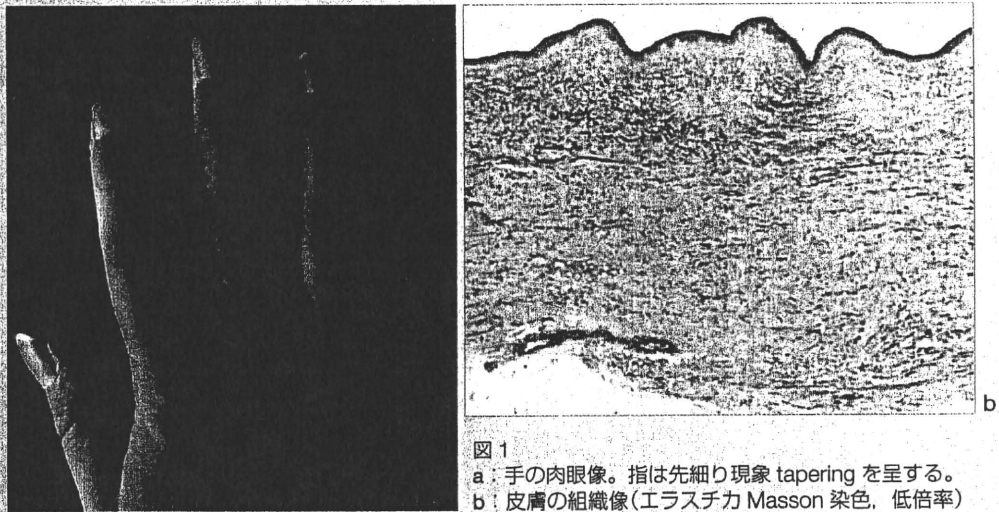 b
図1
a：手の肉眼像。指は先細り現象 tapering を呈する。
b：皮膚の組織像（エラスチカ Masson 染色，低倍率）